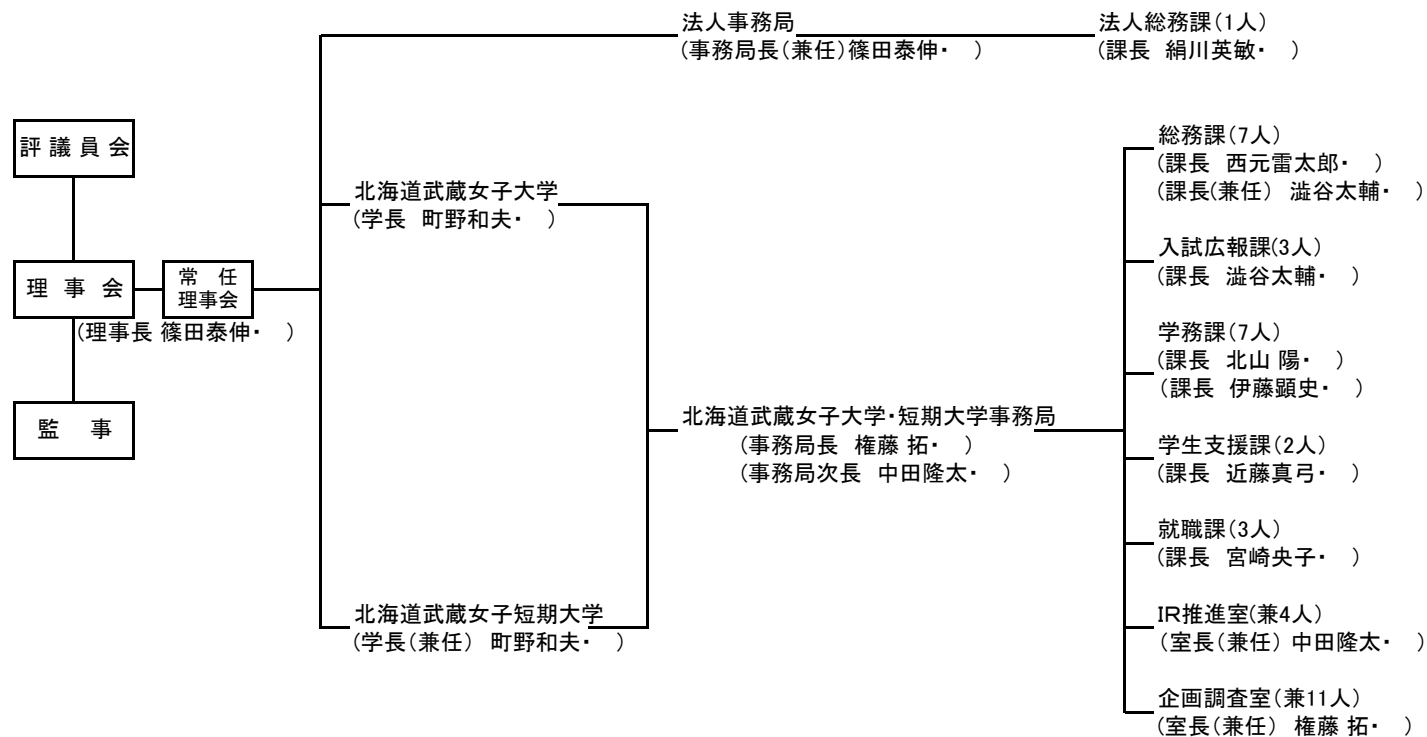 法人事務局
(事務局長(兼任)篠田泰伸・　)
法人総務課(1人)
(課長　絹川英敏・　)
評議員会
理事会
常任
理事会
(理事長 篠田泰伸・　)
監事
北海道武蔵女子大学
(学長　町野和夫・　)
北海道武蔵女子短期大学
(学長(兼任)　町野和夫・　)
北海道武蔵女子大学・短期大学事務局
(事務局長　権藤 拓・　)
(事務局次長　中田隆太・　)
総務課(7人)
(課長　西元雷太郎・　)
(課長(兼任)　澁谷太輔・　)
入試広報課(3人)
(課長　澁谷太輔・　)
学務課(7人)
(課長　北山 陽・　)
(課長　伊藤顕史・　)
学生支援課(2人)
(課長　近藤真弓・　)
就職課(3人)
(課長　宮崎央子・　)
IR推進室(兼4人)
(室長(兼任) 中田隆太・　)
企画調査室(兼11人)
(室長(兼任)　権藤 拓・　)